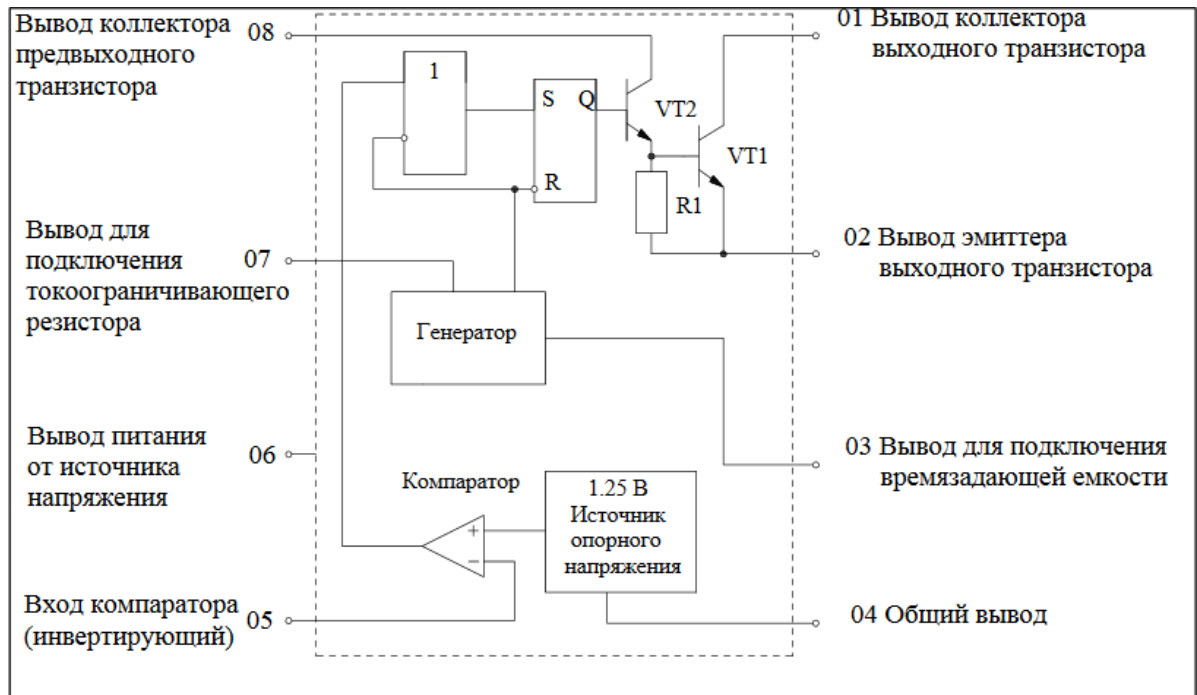 Вывод коллектора 08
предвыходного
транзистора
01 Вывод коллектора
выходного транзистора
1
S Q
R
VT2
VT1
R1
Вывод для
подключения 07
токоограничивающего
резистора
02 Вывод эмиттера
выходного транзистора
Генератор
Вывод питания
от источника 06
напряжения
03 Вывод для подключения
времязадающей емкости
Компаратор
+
−
1.25 В
Источник
опорного
напряжения
Вход компаратора 05
(инвертирующий)
04 Общий вывод